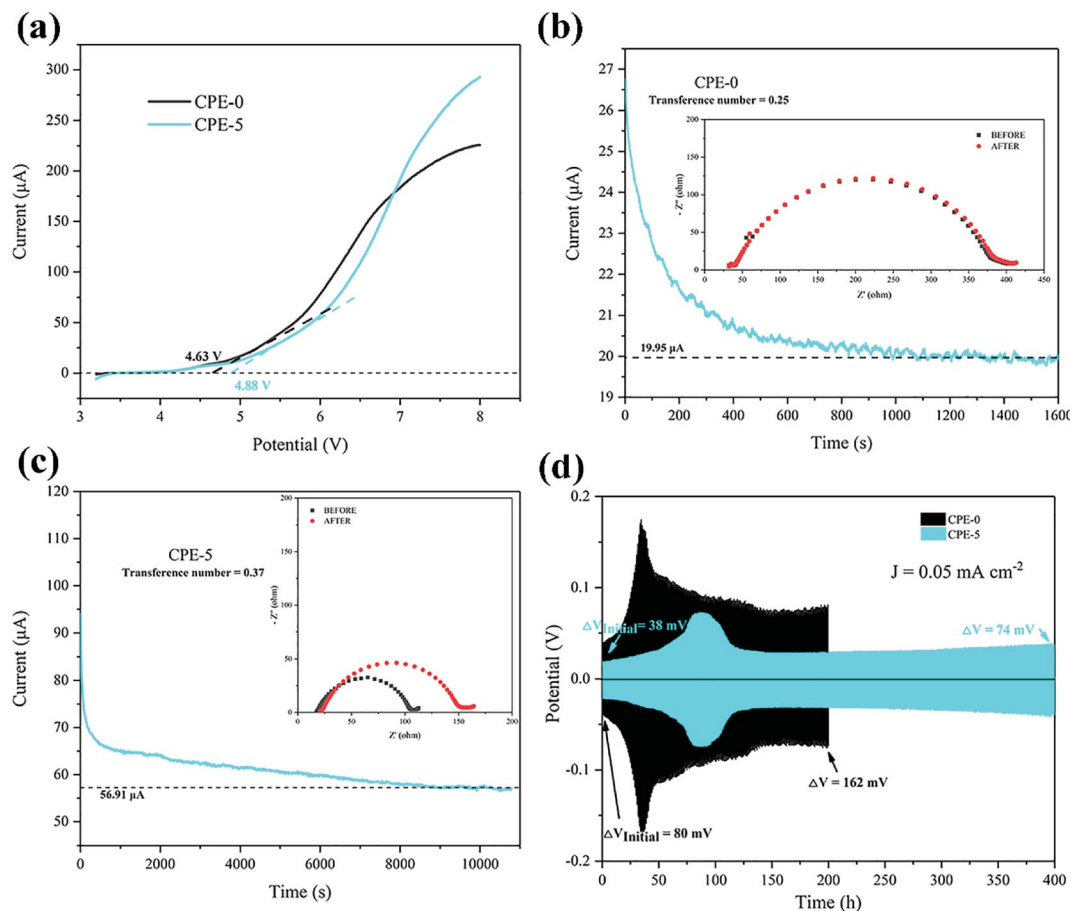 (a)
300
250
200
150
100
50
0
Current (μA)
CPE-0
CPE-5
4.63 V
4.88 V
3 4 5 6 7 8
Potential (V)
(b)
27
26
25
24
23
22
21
20
19
Current (μA)
CPE-0
Transference number = 0.25
200
150
100
50
0
- Z'' (ohm)
BEFORE
AFTER
0 50 100 150 200 250 300 350 400 450
Z' (ohm)
19.95 μA
0 200 400 600 800 1000 1200 1400 1600
Time (s)
(c)
120
110
100
90
80
70
60
50
Current (μA)
CPE-5
Transference number = 0.37
200
150
100
50
0
- Z'' (ohm)
BEFORE
AFTER
0 50 100 150 200
Z' (ohm)
56.91 μA
0 2000 4000 6000 8000 10000
Time (s)
(d)
0.2
0.1
0.0
-0.1
-0.2
Potential (V)
CPE-0
CPE-5
J = 0.05 mA cm⁻²
△VInitial = 38 mV
△V = 74 mV
△V = 162 mV
△VInitial = 80 mV
0 50 100 150 200 250 300 350 400
Time (h)